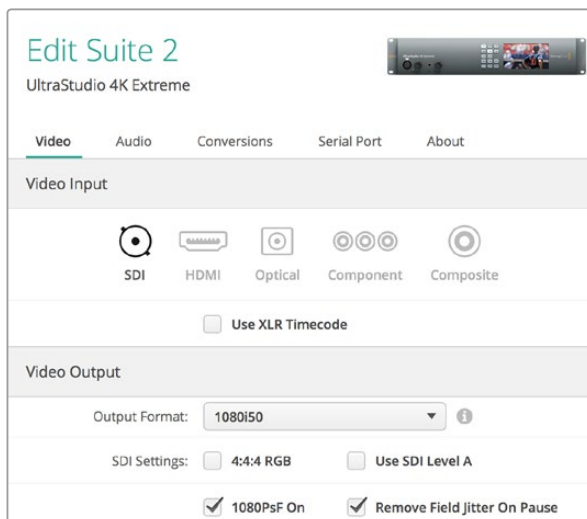 Edit Suite 2
UltraStudio 4K Extreme
Video Audio Conversions Serial Port About
Video Input
SDI HDMI Optical Component Composite
Use XLR Timecode
Video Output
Output Format: 1080i50
SDI Settings: 4:4:4 RGB Use SDI Level A
1080PsF On Remove Field Jitter On Pause